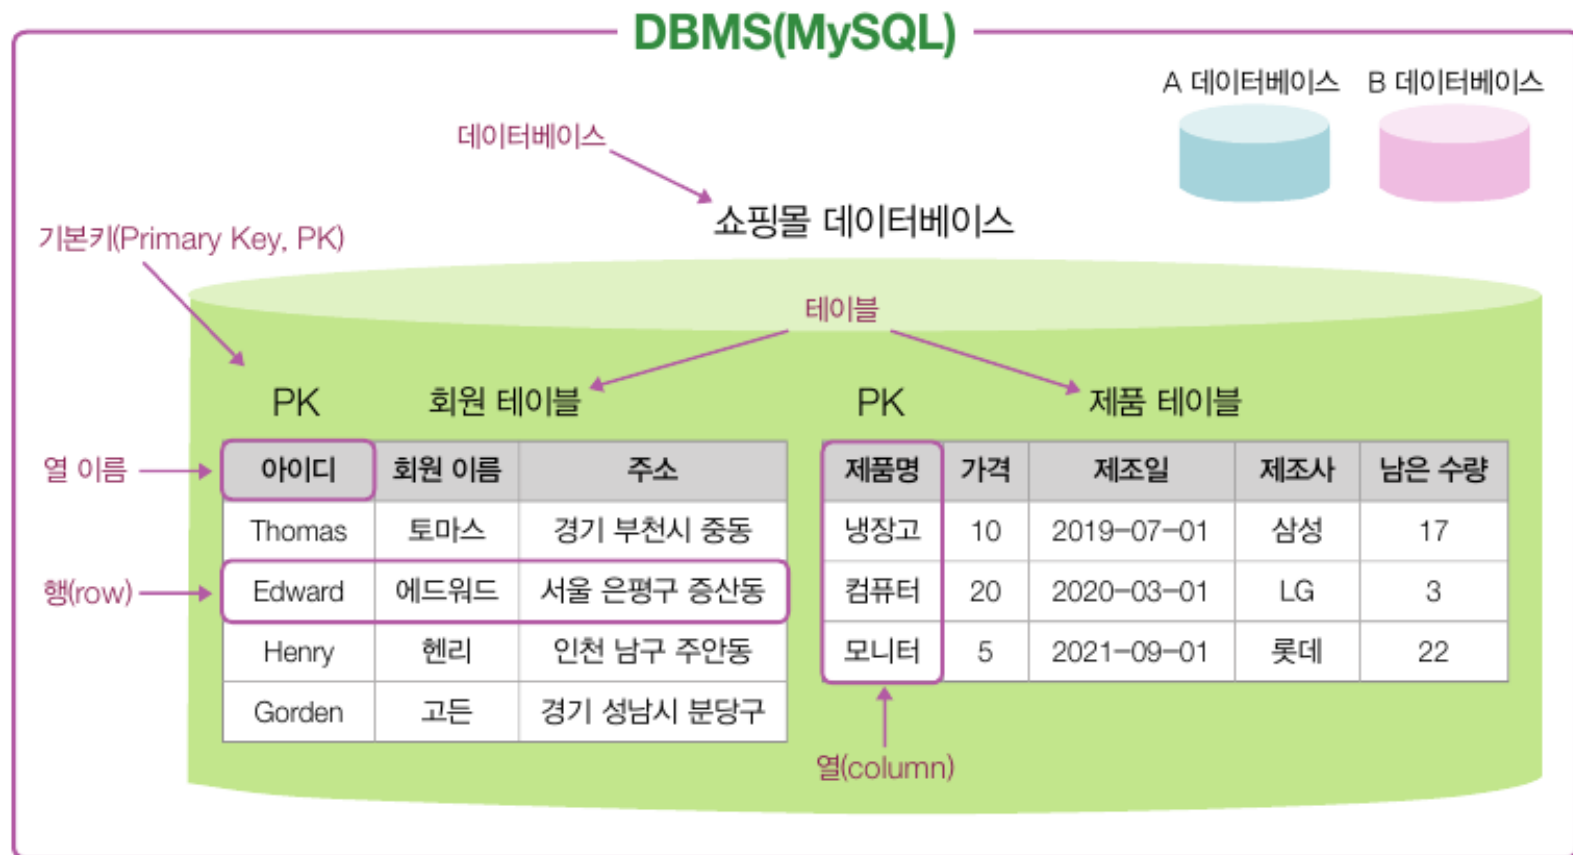 DBMS(MySQL)
A 데이터베이스 B 데이터베이스
데이터베이스
쇼핑몰 데이터베이스
기본키(Primary Key, PK)
테이블
PK 회원 테이블 PK 제품 테이블
열 이름
아이디 회원 이름 주소
Thomas 토마스 경기 부천시 중동
행(row)
Edward 에드워드 서울 은평구 증산동
Henry 헨리 인천 남구 주안동
Gorden 고든 경기 성남시 분당구
제품명 가격 제조일 제조사 남은 수량
냉장고 10 2019-07-01 삼성 17
컴퓨터 20 2020-03-01 LG 3
모니터 5 2021-09-01 롯데 22
열(column)